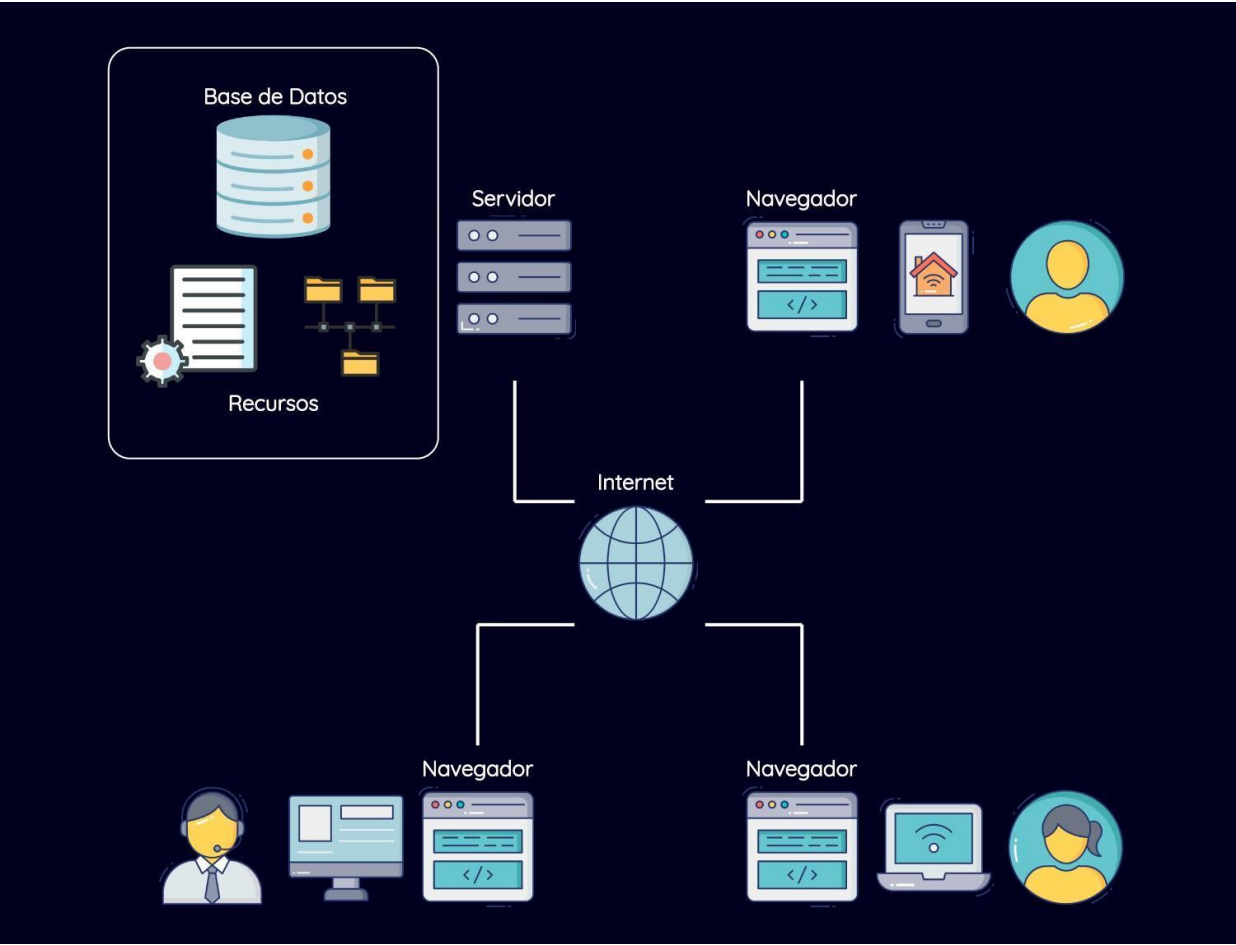 Base de Datos
Servidor
Navegador
</>
Recursos
Internet
Navegador
Navegador
</>
</>